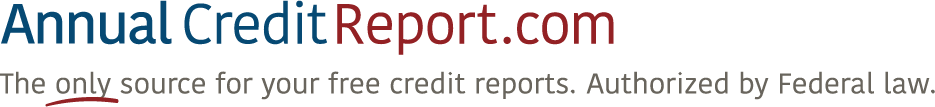 AnnualCreditReport.com
The only source for your free credit reports. Authorized by Federal law.